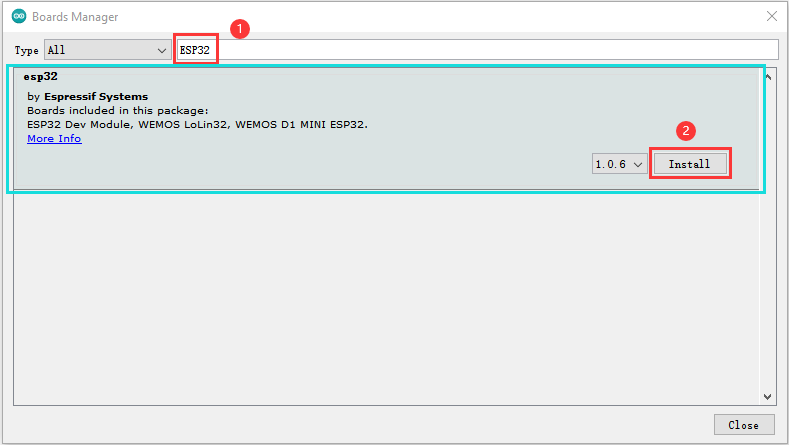 Boards Manager
1
Type All ESP32
esp32
by Espressif Systems
Boards included in this package:
ESP32 Dev Module, WEMOS LoLin32, WEMOS D1 MINI ESP32.
More Info
2
1.0.6 Install
Close